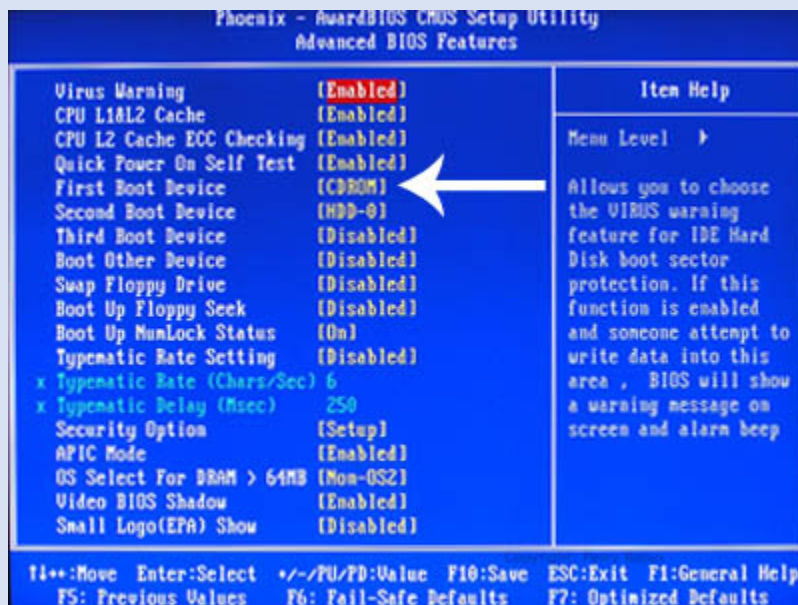 Phoenix - AwardBIOS CMOS Setup Utility
Advanced BIOS Features
Virus Warning [Enabled]
CPU L1&L2 Cache [Enabled]
CPU L2 Cache ECC Checking [Enabled]
Quick Power On Self Test [Enabled]
First Boot Device [CDROM]
Second Boot Device [HDD-0]
Third Boot Device [Disabled]
Boot Other Device [Disabled]
Swap Floppy Drive [Disabled]
Boot Up Floppy Seek [Disabled]
Boot Up NumLock Status [On]
Typematic Rate Setting [Disabled]
x Typematic Rate (Chars/Sec) 6
x Typematic Delay (Msec) 250
Security Option [Setup]
APIC Mode [Enabled]
OS Select For DRAM > 64MB [Non-OS2]
Video BIOS Shadow [Enabled]
Small Logo(EPA) Show [Disabled]
Item Help
Menu Level ▸
Allows you to choose
the VIRUS warning
feature for IDE Hard
Disk boot sector
protection. If this
function is enabled
and someone attempt to
write data into this
area , BIOS will show
a warning message on
screen and alarm beep
↑↓→←:Move Enter:Select +/-/PU/PD:Value F10:Save ESC:Exit F1:General Help
F5: Previous Values F6: Fail-Safe Defaults F7: Optimized Defaults